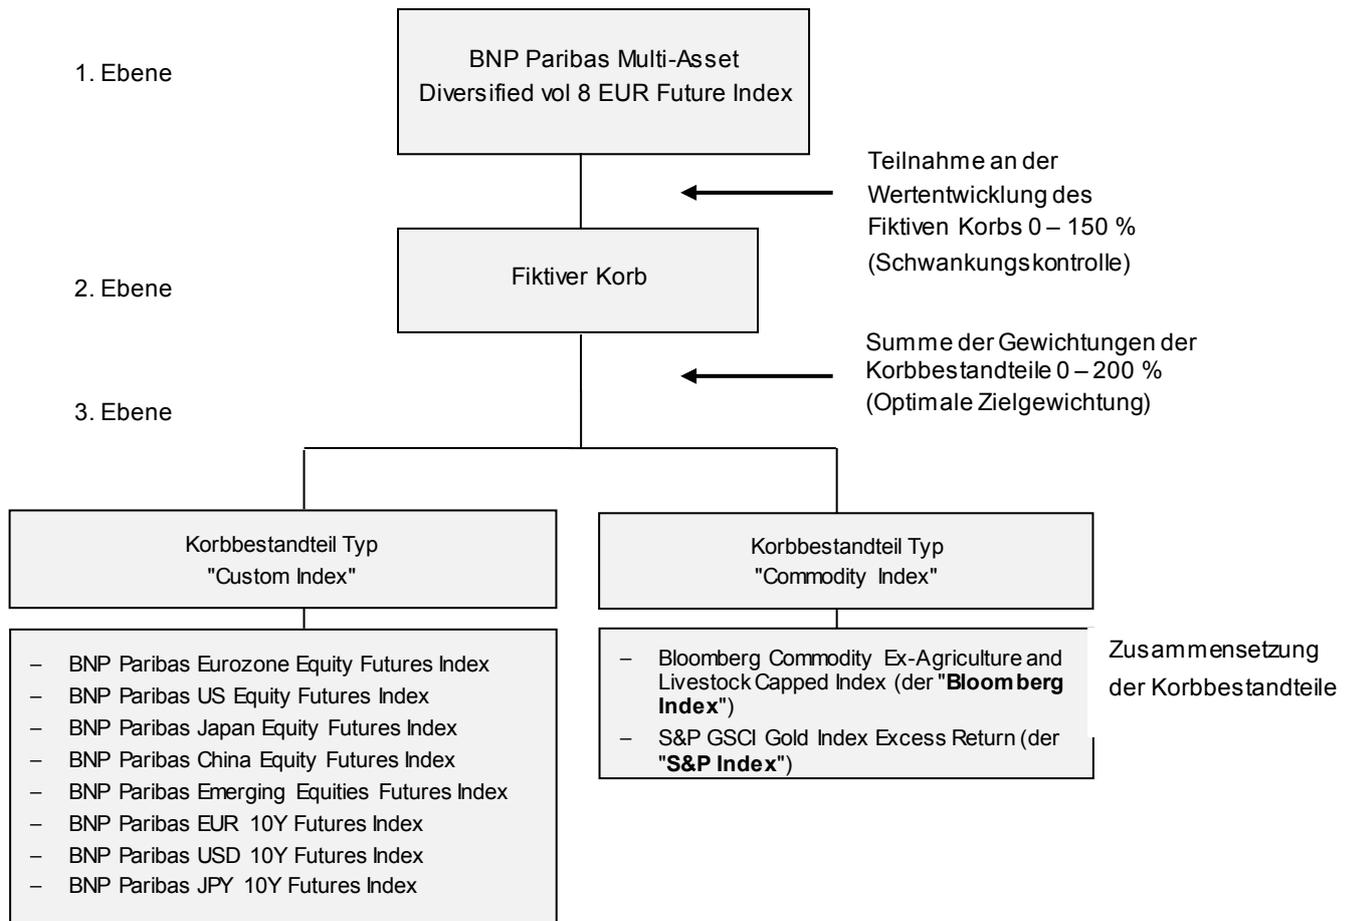 1. Ebene
BNP Paribas Multi-Asset
Diversified vol 8 EUR Future Index
Teilnahme an der
Wertentwicklung des
Fiktiven Korbs 0 – 150 %
(Schwankungskontrolle)
2. Ebene
Fiktiver Korb
Summe der Gewichtungen der
Korbbestandteile 0 – 200 %
(Optimale Zielgewichtung)
3. Ebene
Korbbestandteil Typ
"Custom Index"
– BNP Paribas Eurozone Equity Futures Index
– BNP Paribas US Equity Futures Index
– BNP Paribas Japan Equity Futures Index
– BNP Paribas China Equity Futures Index
– BNP Paribas Emerging Equities Futures Index
– BNP Paribas EUR 10Y Futures Index
– BNP Paribas USD 10Y Futures Index
– BNP Paribas JPY 10Y Futures Index
Korbbestandteil Typ
"Commodity Index"
– Bloomberg Commodity Ex-Agriculture and
Livestock Capped Index (der "Bloomberg
Index")
– S&P GSCI Gold Index Excess Return (der
"S&P Index")
Zusammensetzung
der Korbbestandteile